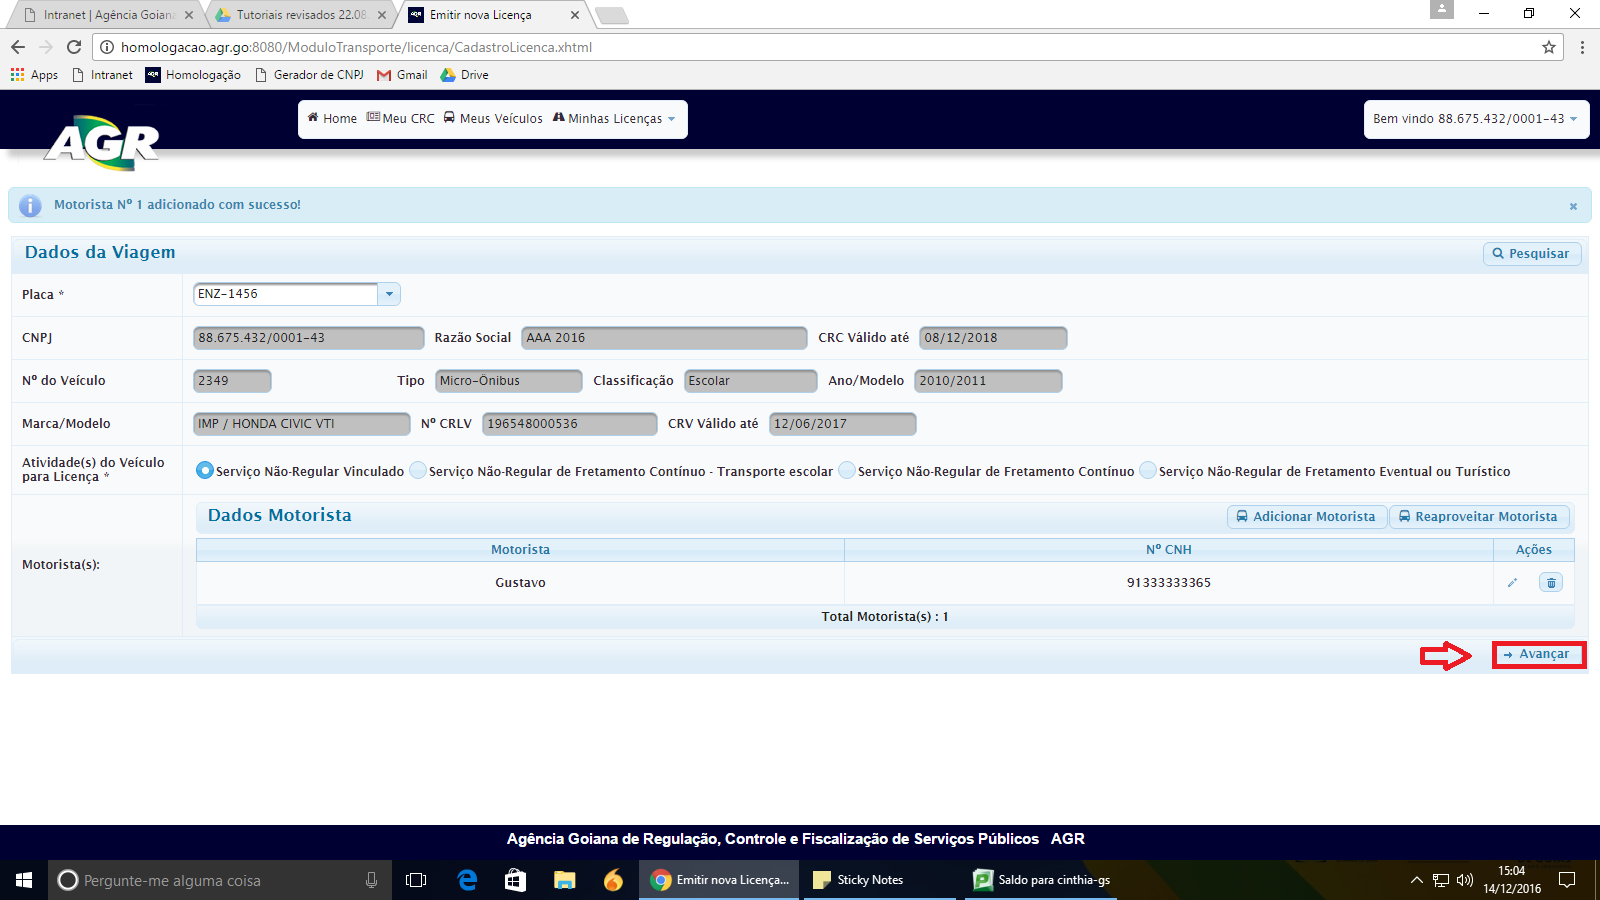 Intranet | Agência Goiana
Tutoriais revisados 22.08
Emitir nova Licença
homologacao.agr.go:8080/ModuloTransporte/licenca/CadastroLicenca.xhtml
Apps Intranet Homologação Gerador de CNPJ Gmail Drive
AGR
Home Meu CRC Meus Veículos Minhas Licenças
Bem vindo 88.675.432/0001-43
Motorista Nº 1 adicionado com sucesso!
Dados da Viagem
Pesquisar
Placa * ENZ-1456
CNPJ 88.675.432/0001-43 Razão Social AAA 2016 CRC Válido até 08/12/2018
Nº do Veículo 2349 Tipo Micro-Ônibus Classificação Escolar Ano/Modelo 2010/2011
Marca/Modelo IMP / HONDA CIVIC VTI Nº CRLV 196548000536 CRV Válido até 12/06/2017
Atividade(s) do Veículo
para Licença *
Serviço Não-Regular Vinculado Serviço Não-Regular de Fretamento Contínuo - Transporte escolar Serviço Não-Regular de Fretamento Contínuo Serviço Não-Regular de Fretamento Eventual ou Turístico
Motorista(s):
Dados Motorista
Adicionar Motorista Reaproveitar Motorista
Motorista Nº CNH Ações
Gustavo 91333333365
Total Motorista(s) : 1
Avançar
Agência Goiana de Regulação, Controle e Fiscalização de Serviços Públicos AGR
Pergunte-me alguma coisa
Emitir nova Licença...
Sticky Notes
Saldo para cinthia-gs
15:04
14/12/2016